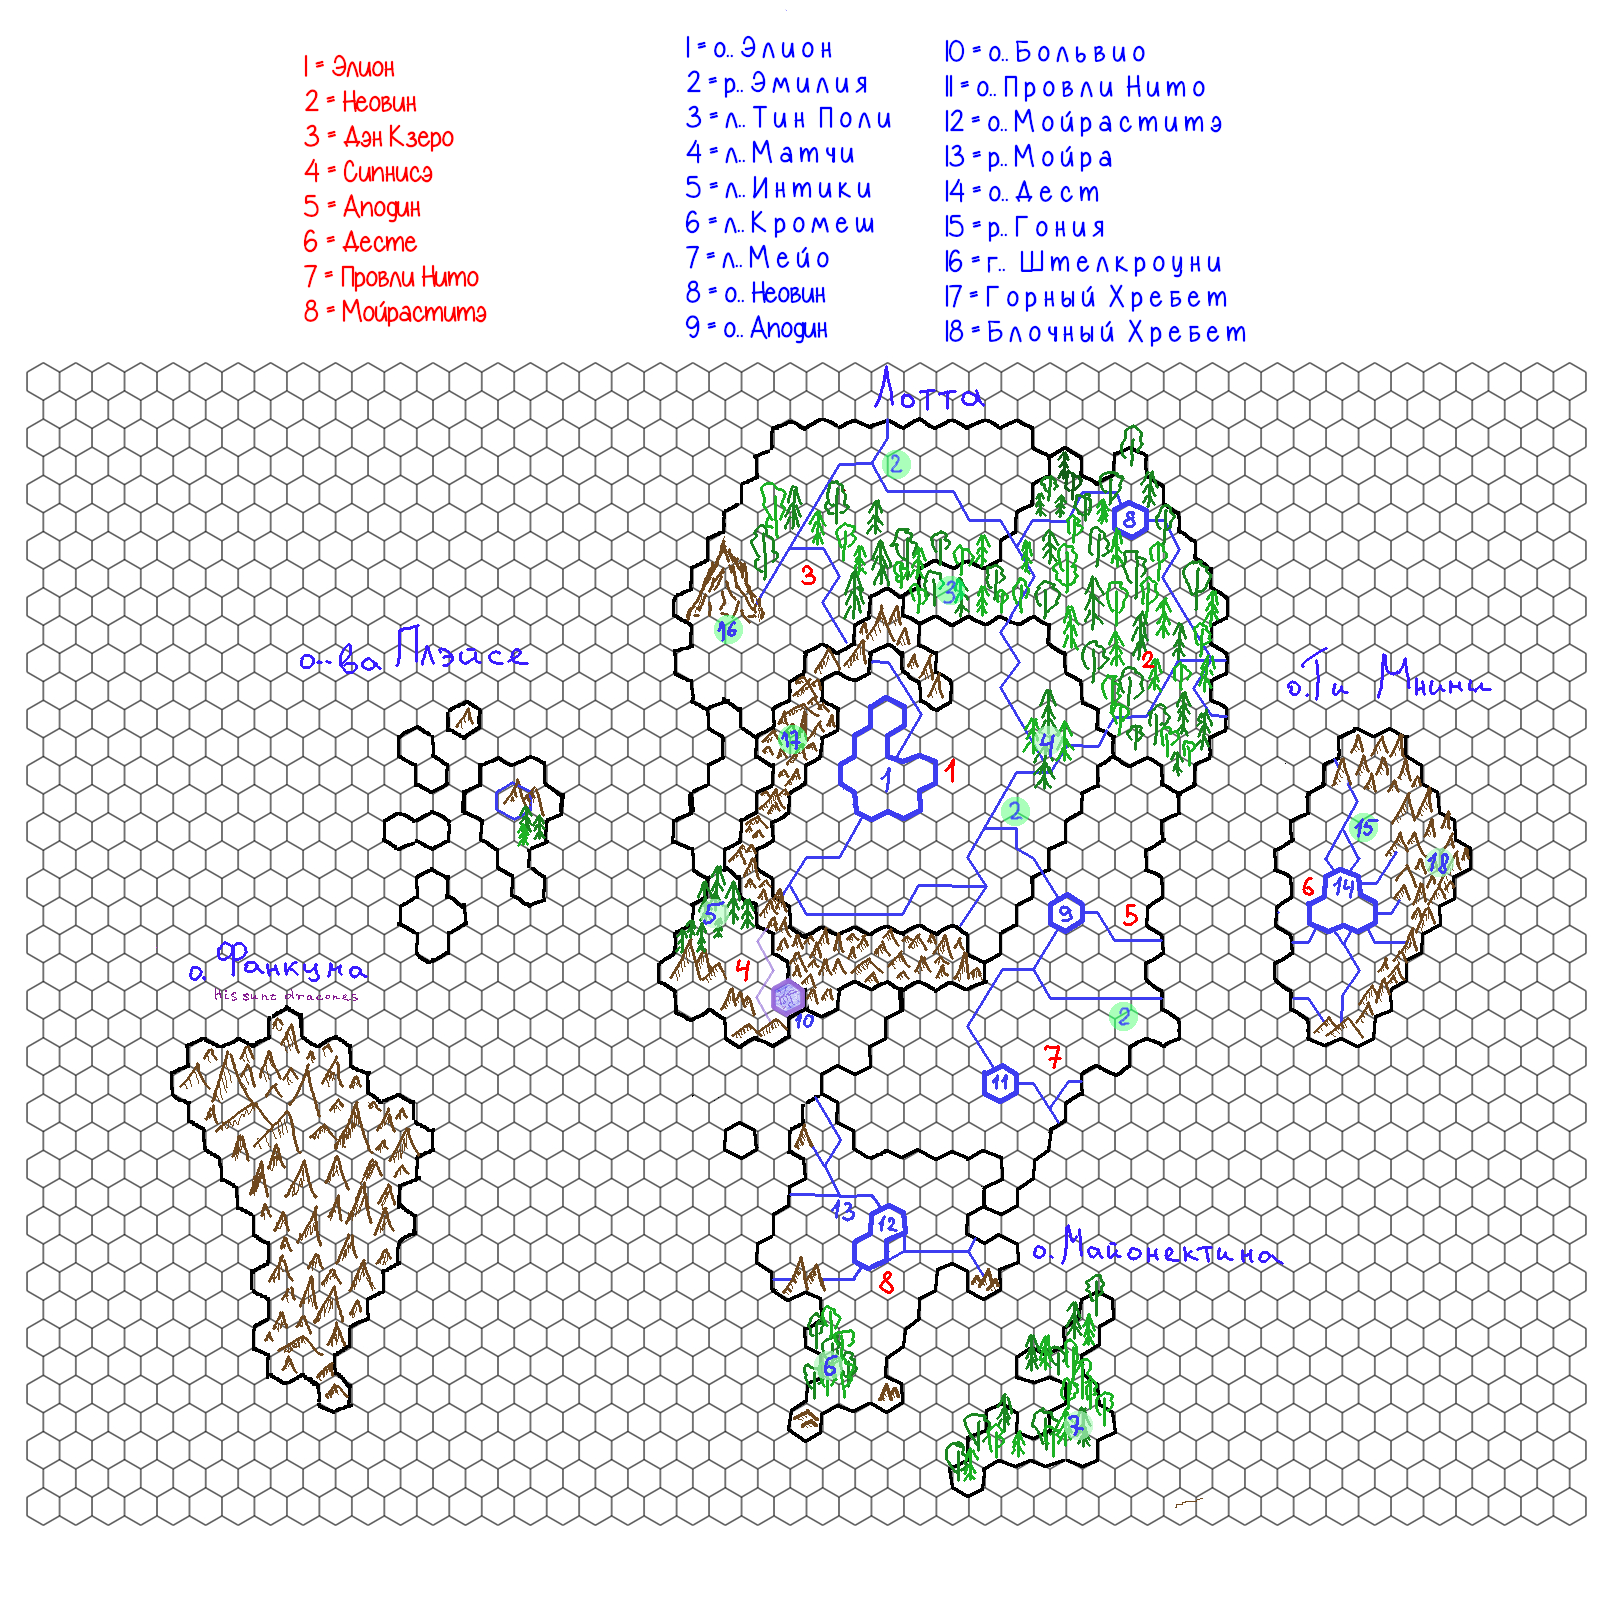 1 = Элион
2 = Неовин
3 = Дэн Кзеро
4 = Сипнисэ
5 = Аподин
6 = Десте
7 = Провли Нито
8 = Мойраститэ
1 = о.. Элион
2 = р.. Эмилия
3 = л.. Тин Поли
4 = л.. Матчи
5 = л.. Интики
6 = л.. Кромеш
7 = л.. Мейо
8 = о.. Неовин
9 = о.. Аподин
10 = о.. Больвио
11 = о.. Провли Нито
12 = о.. Мойраститэ
13 = р.. Мойра
14 = о.. Дест
15 = р.. Гония
16 = г.. Штелкроуни
17 = Горный Хребет
18 = Блочный Хребет
Лотта
2
8
3
3
16
о-ва Плэйсе
2
о. Ти Мнини
17
4
1
1
2
15
18
6
14
5
9
5
4
о. Фанкума
His sunt dracones
10
2
7
11
13
12
о. Майонектина
8
6
7